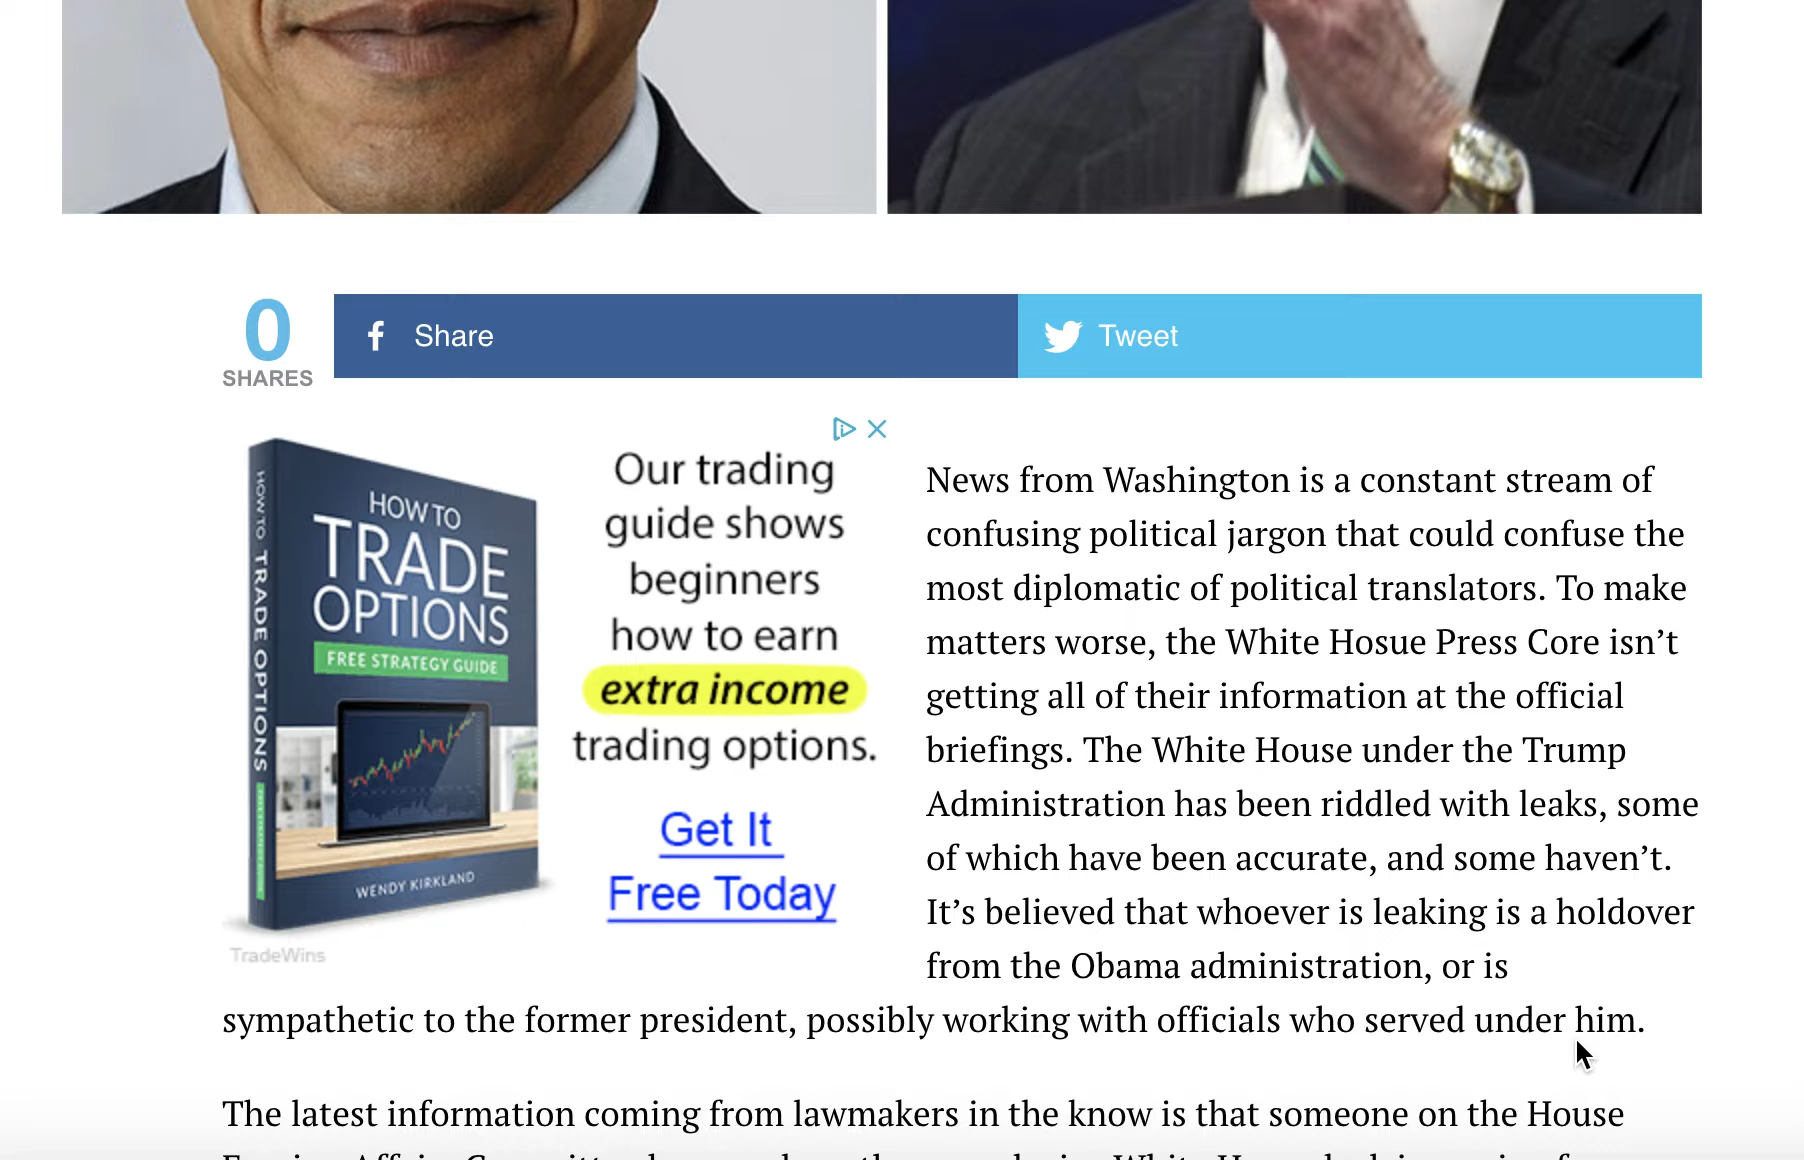 0
SHARES
Share
Tweet
HOW TO TRADE OPTIONS
HOW TO
TRADE
OPTIONS
FREE STRATEGY GUIDE
WENDY KIRKLAND
TradeWins
Our trading
guide shows
beginners
how to earn
extra income
trading options.
Get It
Free Today
News from Washington is a constant stream of
confusing political jargon that could confuse the
most diplomatic of political translators. To make
matters worse, the White Hosue Press Core isn’t
getting all of their information at the official
briefings. The White House under the Trump
Administration has been riddled with leaks, some
of which have been accurate, and some haven’t.
It’s believed that whoever is leaking is a holdover
from the Obama administration, or is
sympathetic to the former president, possibly working with officials who served under him.
The latest information coming from lawmakers in the know is that someone on the House